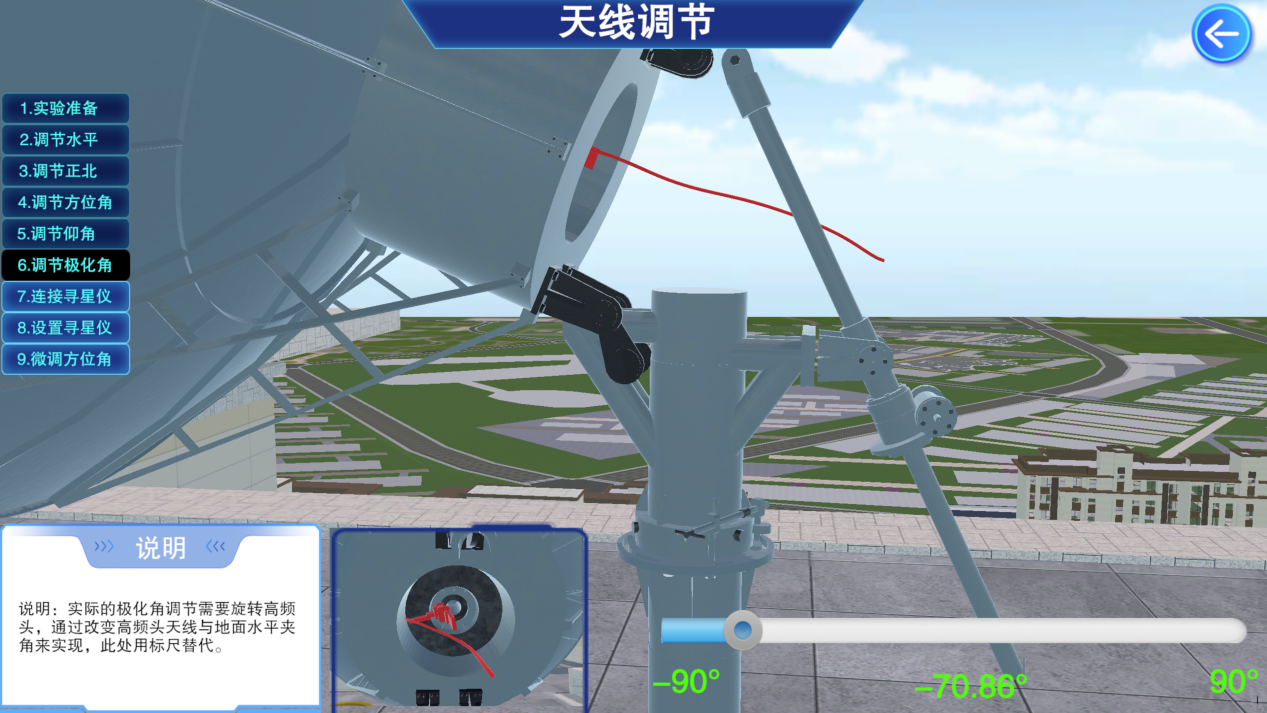 天线调节
1.实验准备
2.调节水平
3.调节正北
4.调节方位角
5.调节仰角
6.调节极化角
7.连接寻星仪
8.设置寻星仪
9.微调方位角
说明
说明：实际的极化角调节需要旋转高频
头，通过改变高频头天线与地面水平夹
角来实现，此处用标尺替代。
-90°
-70.86°
90°